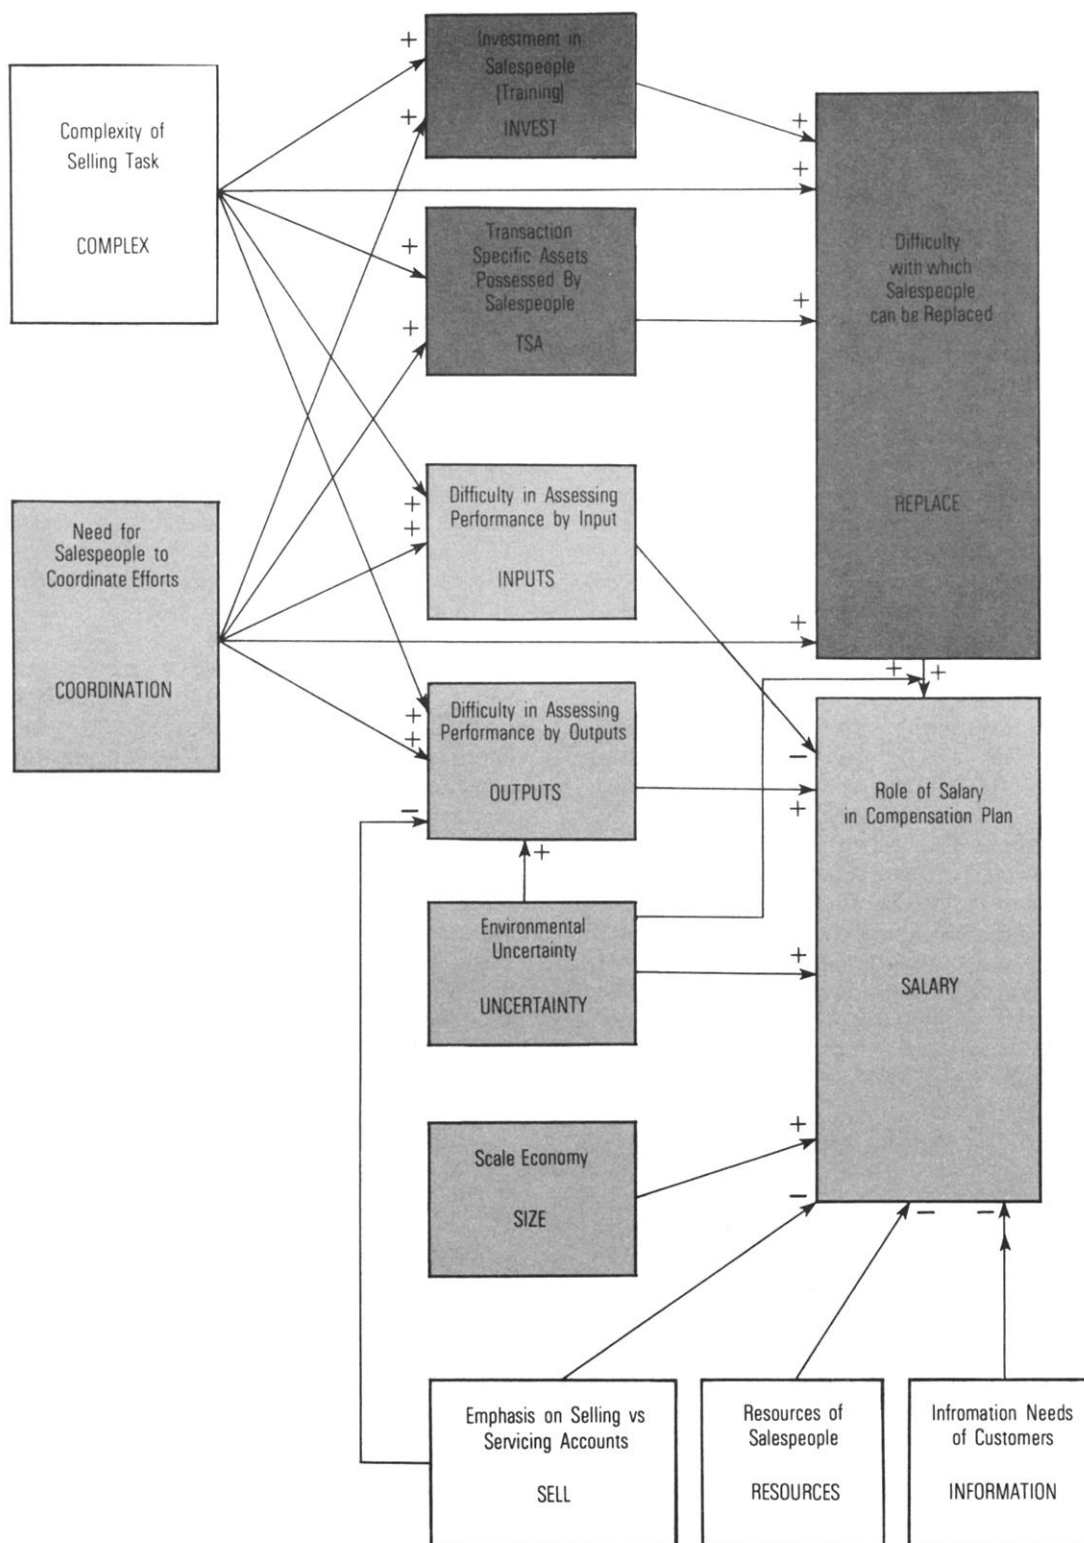 Complexity of
Selling Task
COMPLEX
Need for
Salespeople to
Coordinate Efforts
COORDINATION
+
+
Investment in
Salespeople
(Training)
INVEST
+
+
Transaction
Specific Assets
Possessed By
Salespeople
TSA
+
+
Difficulty in Assessing
Performance by Input
INPUTS
+
+
−
Difficulty in Assessing
Performance by Outputs
OUTPUTS
+
Environmental
Uncertainty
UNCERTAINTY
Scale Economy
SIZE
+
+
+
+
Difficulty
with which
Salespeople
can be Replaced
REPLACE
+
+
−
+
+
+
−
−
−
Role of Salary
in Compensation Plan
SALARY
Emphasis on Selling vs
Servicing Accounts
SELL
Resources of
Salespeople
RESOURCES
Infromation Needs
of Customers
INFORMATION